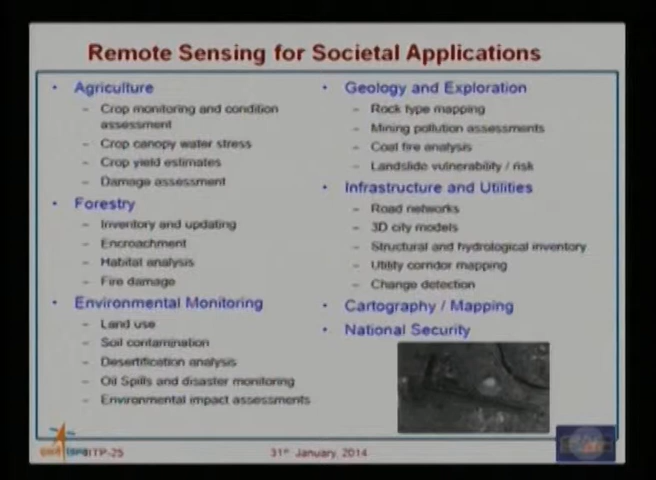 Remote Sensing for Societal Applications
• Agriculture
– Crop monitoring and condition
assessment
– Crop canopy water stress
– Crop yield estimates
– Damage assessment
• Forestry
– Inventory and updating
– Encroachment
– Habitat analysis
– Fire damage
• Environmental Monitoring
– Land use
– Soil contamination
– Desertification analysis
– Oil Spills and disaster monitoring
– Environmental impact assessments
• Geology and Exploration
– Rock type mapping
– Mining pollution assessments
– Coal fire analysis
– Landslide vulnerability / risk
• Infrastructure and Utilities
– Road networks
– 3D city models
– Structural and hydrological inventory
– Utility corridor mapping
– Change detection
• Cartography / Mapping
• National Security
ITP-25
31st January, 2014